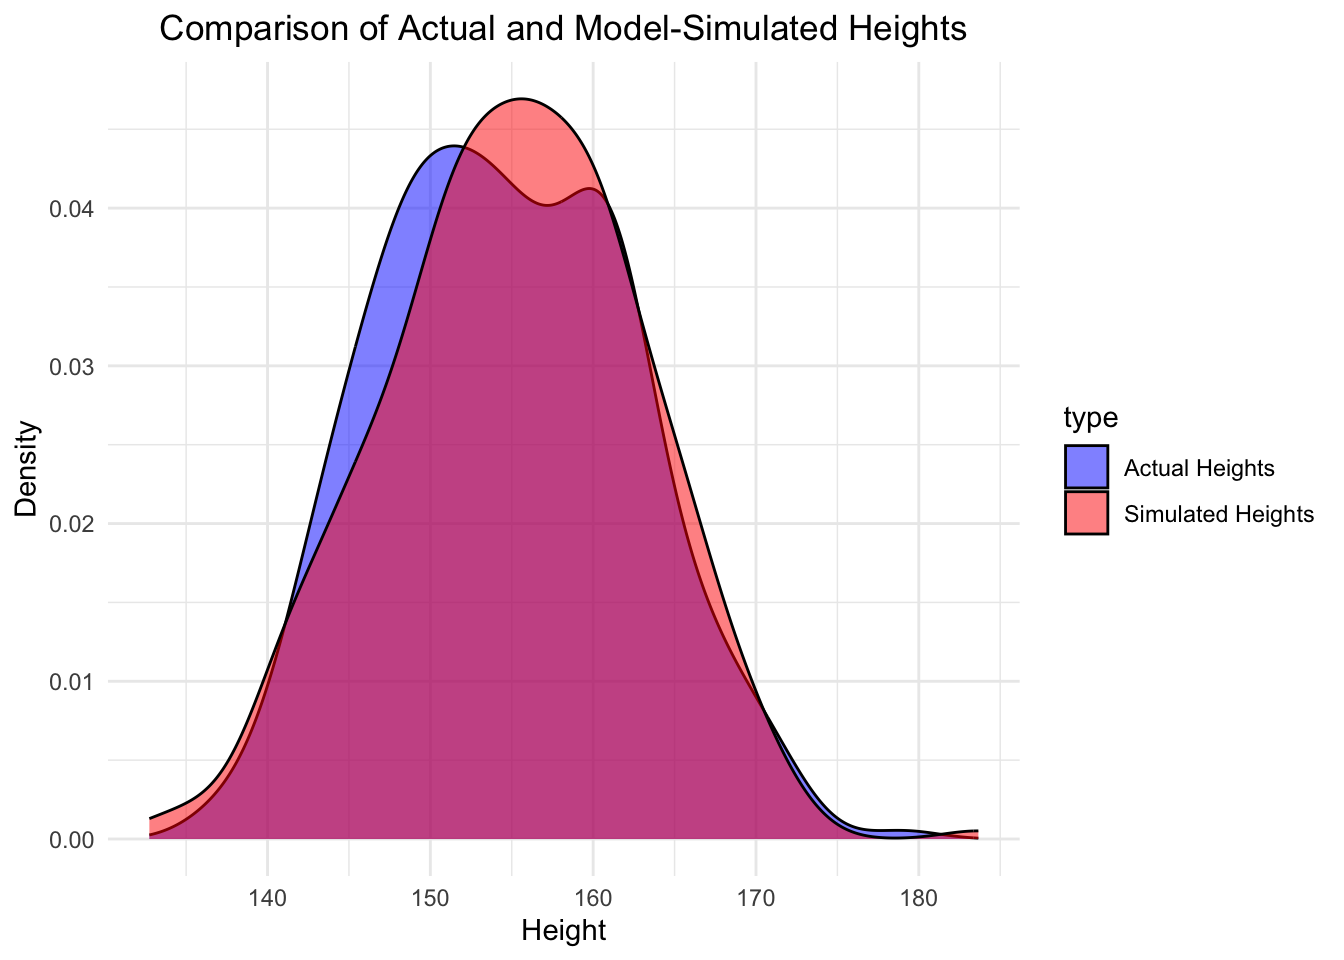 Comparison of Actual and Model-Simulated Heights
Density
0.04
0.03
0.02
0.01
0.00
140 150 160 170 180
Height
type
Actual Heights
Simulated Heights